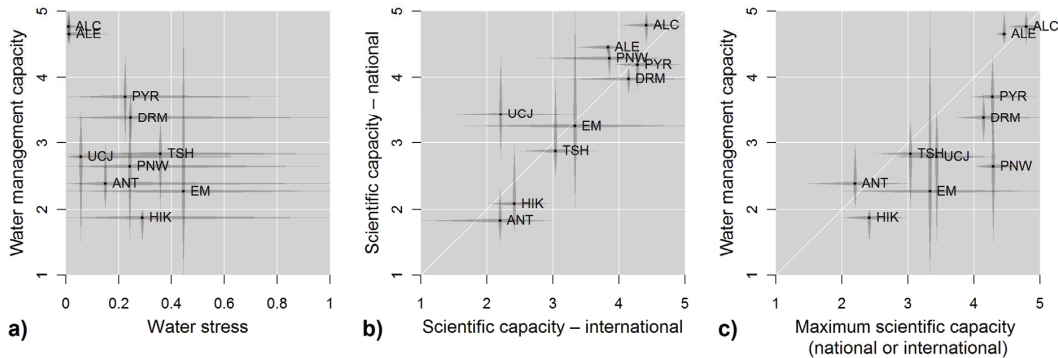 Water management capacity
5
4
3
2
1
ALC
ALE
PYR
DRM
UCJ
TSH
PNW
ANT
EM
HIK
0
0.2
0.4
0.6
0.8
1
Water stress
a)
Scientific capacity – national
5
4
3
2
1
ALC
ALE
PNW
PYR
DRM
UCJ
EM
TSH
HIK
ANT
1
2
3
4
5
Scientific capacity – international
b)
Water management capacity
5
4
3
2
1
ALC
ALE
PYR
DRM
TSH
UCJ
PNW
ANT
EM
HIK
1
2
3
4
5
Maximum scientific capacity
(national or international)
c)